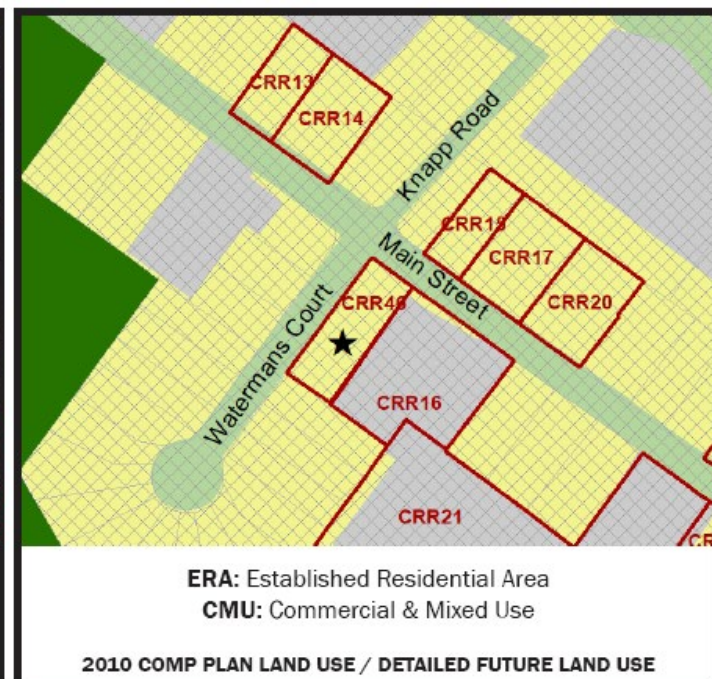 CRR13
CRR14
Knapp Road
CRR15
Main Street
CRR17
CRR20
CRR46
Watermans Court
CRR16
CRR21
ERA: Established Residential Area
CMU: Commercial & Mixed Use
2010 COMP PLAN LAND USE / DETAILED FUTURE LAND USE